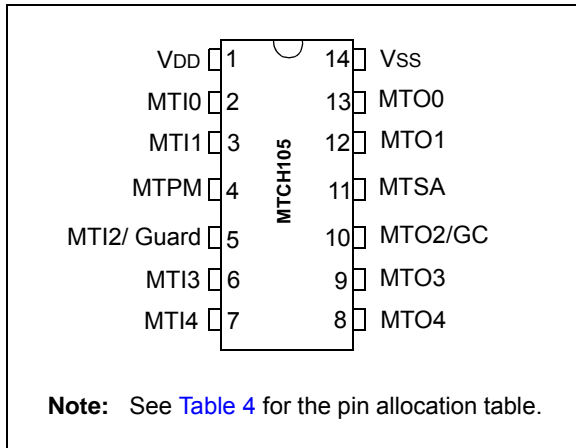 VDD 1 14 VSS
MTI0 2 13 MTO0
MTI1 3 12 MTO1
MTPM 4 11 MTSA
MTI2/ Guard 5 10 MTO2/GC
MTI3 6 9 MTO3
MTI4 7 8 MTO4
MTCH105
Note: See Table 4 for the pin allocation table.